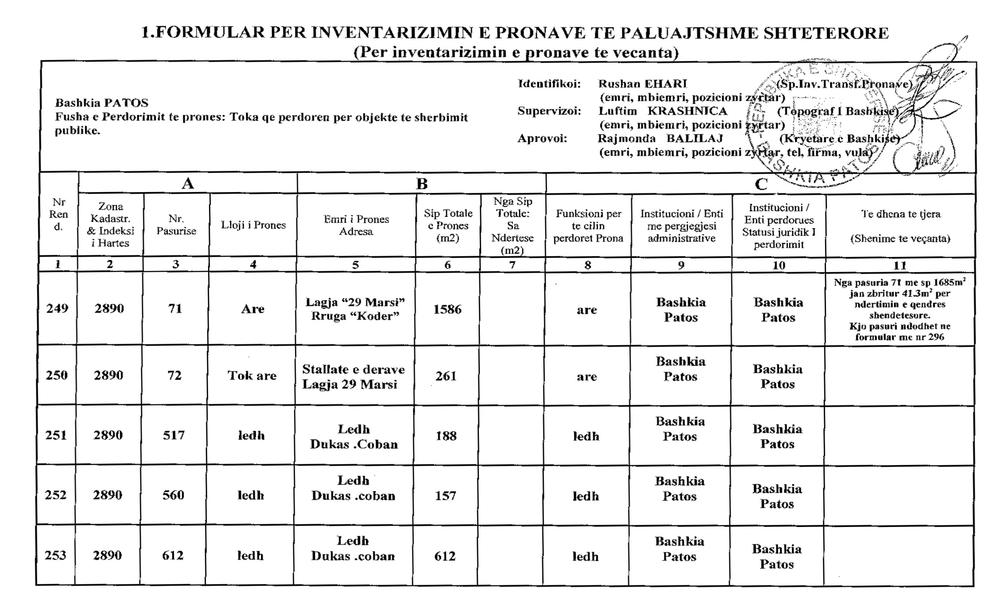 1.FORMULAR PER INVENTARIZIMIN E PRONAVE TE PALUAJTSHME SHTETERORE
(Per inventarizimin e pronave te vecanta)
Bashkia PATOS
Fusha e Perdorimit te prones: Toka qe perdoren per objekte te sherbimit
publike.
Identifikoi: Rushan EHARI (Sp.Inv.Transf.Pronave)
(emri, mbiemri, pozicioni zyrtar)
Supervizoi: Luftim KRASHNICA (Topograf I Bashkise)
(emri, mbiemri, pozicioni zyrtar)
Aprovoi: Rajmonda BALILAJ (Kryetare e Bashkise)
(emri, mbiemri, pozicioni zyrtar, tel, firma, vula)
BASHKIA PATOS
A B C
Nr
Ren
d.
Zona
Kadastr.
& Indeksi
i Hartes
Nr.
Pasurise
Lloji i Prones
Emri i Prones
Adresa
Sip Totale
e Prones
(m2)
Nga Sip
Totale:
Sa
Ndertese
(m2)
Funksioni per
te cilin
perdoret Prona
Institucioni / Enti
me pergjegjesi
administrative
Institucioni /
Enti perdorues
Statusi juridik I
perdorimit
Te dhena te tjera
(Shenime te veçanta)
1 2 3 4 5 6 7 8 9 10 11
249
2890
71
Are
Lagja “29 Marsi”
Rruga “Koder”
1586
are
Bashkia
Patos
Bashkia
Patos
Nga pasuria 71 me sp 1685m²
jan zbritur 41.3m² per
ndertimin e qendres
shendetesore.
Kjo pasuri ndodhet ne
formular me nr 296
250
2890
72
Tok are
Stallate e derave
Lagja 29 Marsi
261
are
Bashkia
Patos
Bashkia
Patos
251
2890
517
ledh
Ledh
Dukas .Coban
188
ledh
Bashkia
Patos
Bashkia
Patos
252
2890
560
ledh
Ledh
Dukas .coban
157
ledh
Bashkia
Patos
Bashkia
Patos
253
2890
612
ledh
Ledh
Dukas .coban
612
ledh
Bashkia
Patos
Bashkia
Patos